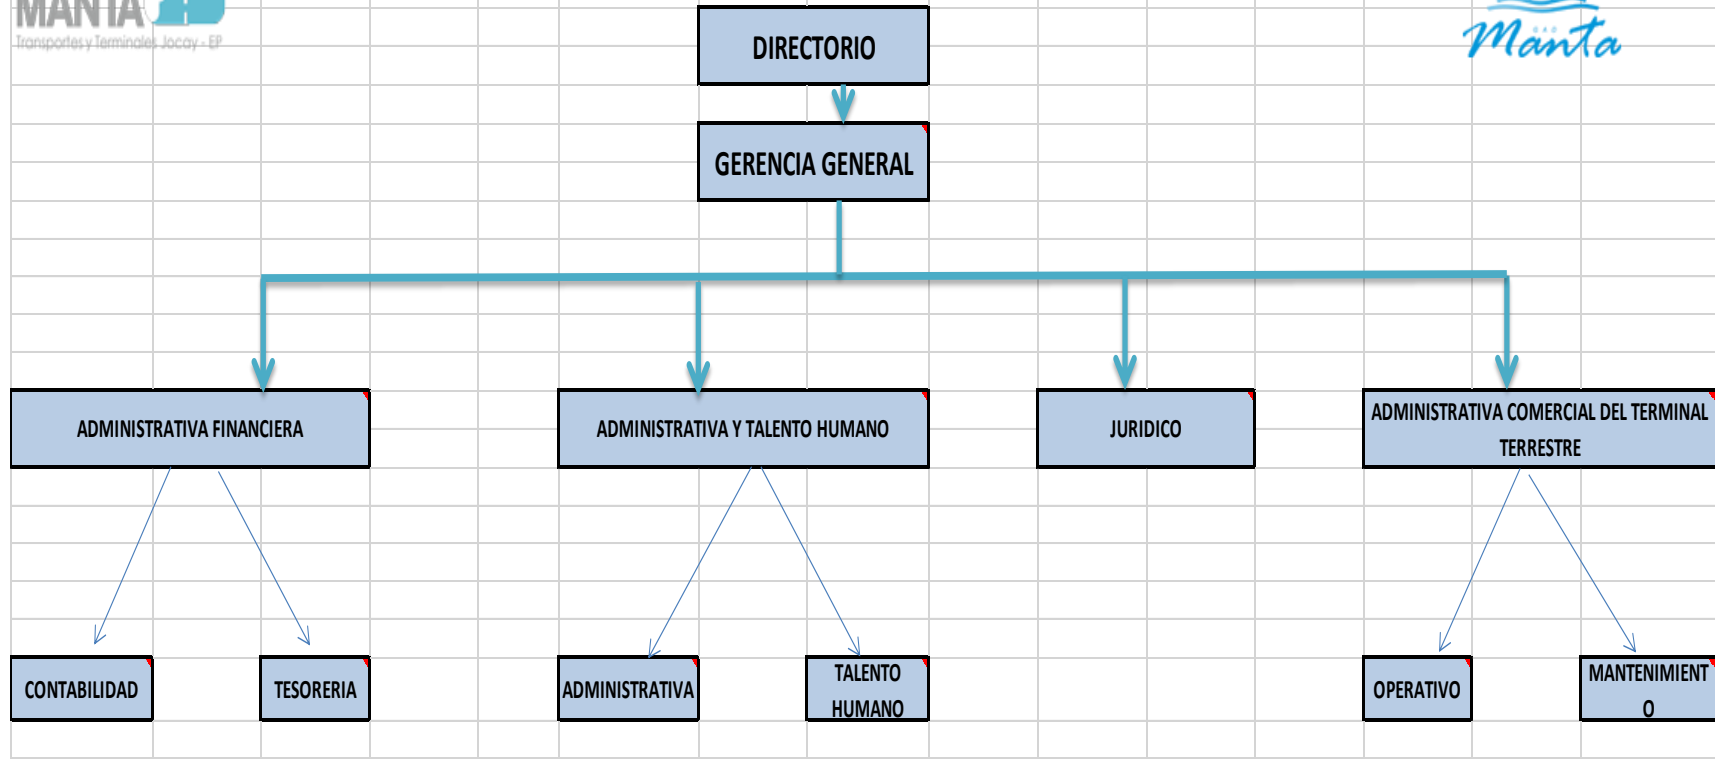 MANTA
Transportes y Terminales Jocay - EP
GAD
Manta
DIRECTORIO
GERENCIA GENERAL
ADMINISTRATIVA FINANCIERA
ADMINISTRATIVA Y TALENTO HUMANO
JURIDICO
ADMINISTRATIVA COMERCIAL DEL TERMINAL
TERRESTRE
CONTABILIDAD
TESORERIA
ADMINISTRATIVA
TALENTO
HUMANO
OPERATIVO
MANTENIMIENT
O